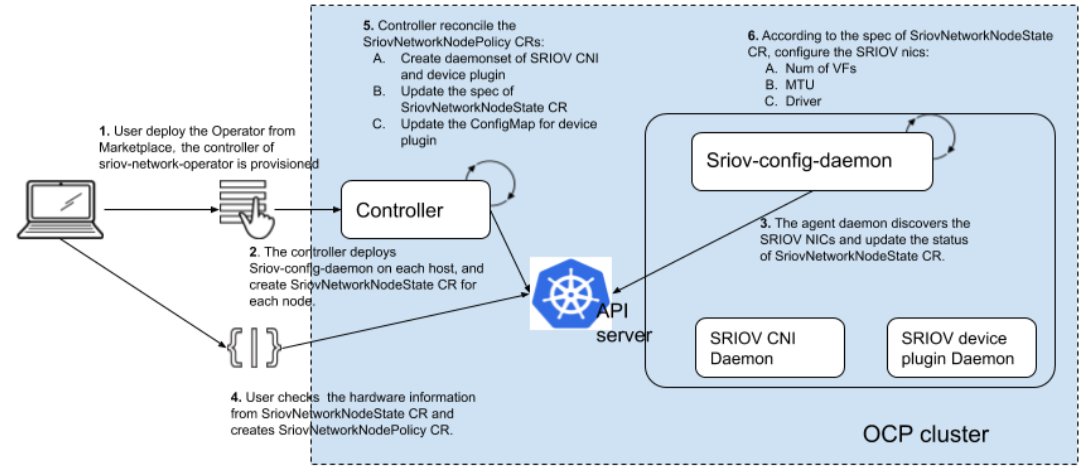 5. Controller reconcile the
SriovNetworkNodePolicy CRs:
A. Create daemonset of SRIOV CNI
and device plugin
B. Update the spec of
SriovNetworkNodeState CR
C. Update the ConfigMap for device
plugin
6. According to the spec of SriovNetworkNodeState
CR, configure the SRIOV nics:
A. Num of VFs
B. MTU
C. Driver
1. User deploy the Operator from
Marketplace, the controller of
sriov-network-operator is provisioned
Controller
Sriov-config-daemon
2. The controller deploys
Sriov-config-daemon on each host, and
create SriovNetworkNodeState CR for
each node.
3. The agent daemon discovers the
SRIOV NICs and update the status
of SriovNetworkNodeState CR.
API
server
{|}
SRIOV CNI
Daemon
SRIOV device
plugin Daemon
4. User checks the hardware information
from SriovNetworkNodeState CR and
creates SriovNetworkNodePolicy CR.
OCP cluster